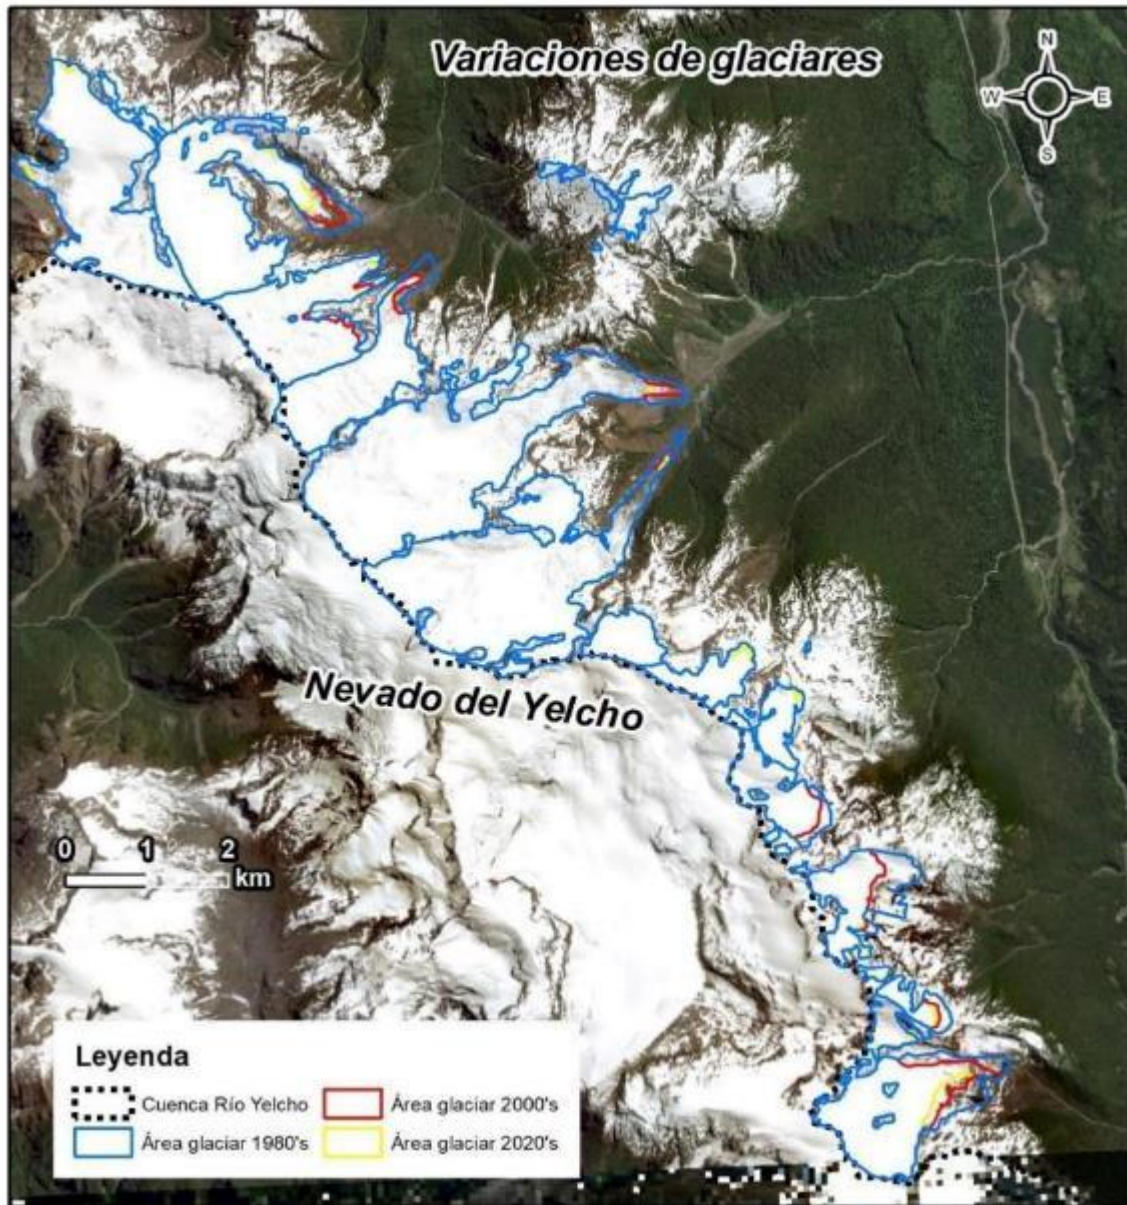 Variaciones de glaciares
N
W E
S
Nevado del Yelcho
0 1 2
km
Leyenda
Cuenca Río Yelcho
Área glaciar 2000's
Área glaciar 1980's
Área glaciar 2020's